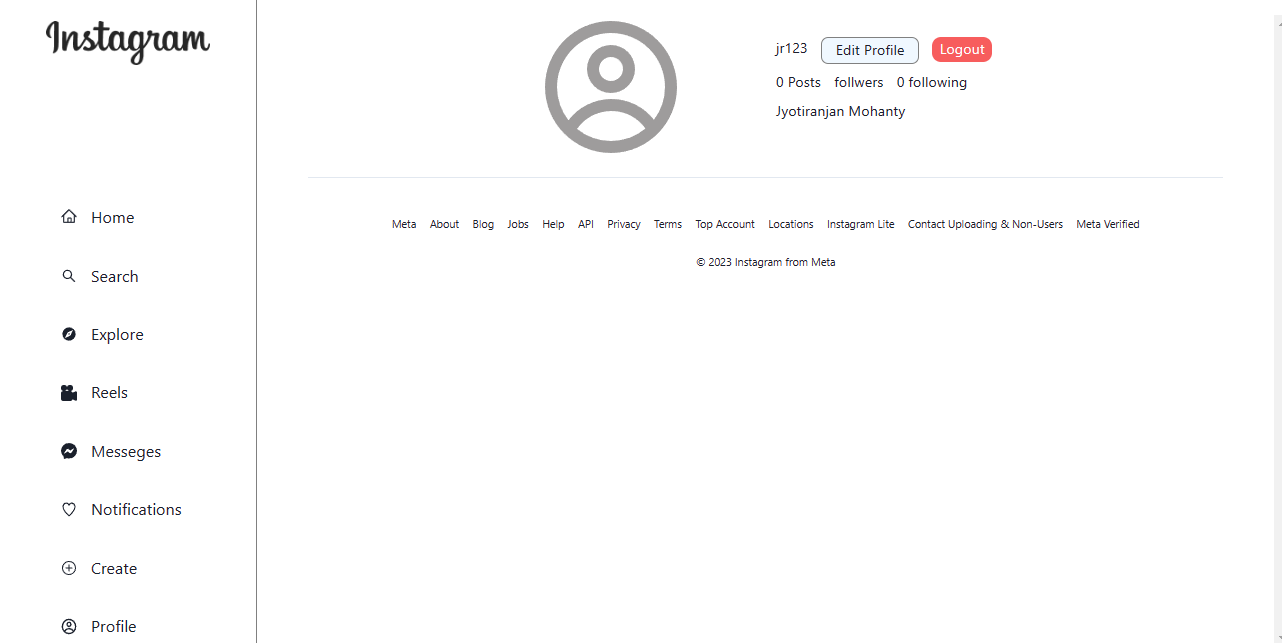 Instagram
Home
Search
Explore
Reels
Messeges
Notifications
Create
Profile
jr123 Edit Profile Logout
0 Posts follwers 0 following
Jyotiranjan Mohanty
Meta About Blog Jobs Help API Privacy Terms Top Account Locations Instagram Lite Contact Uploading & Non-Users Meta Verified
© 2023 Instagram from Meta